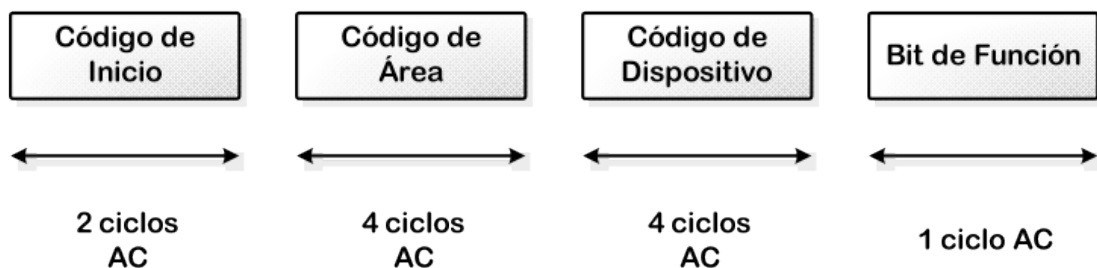 Código de
Inicio
Código de
Área
Código de
Dispositivo
Bit de Función
2 ciclos
AC
4 ciclos
AC
4 ciclos
AC
1 ciclo AC